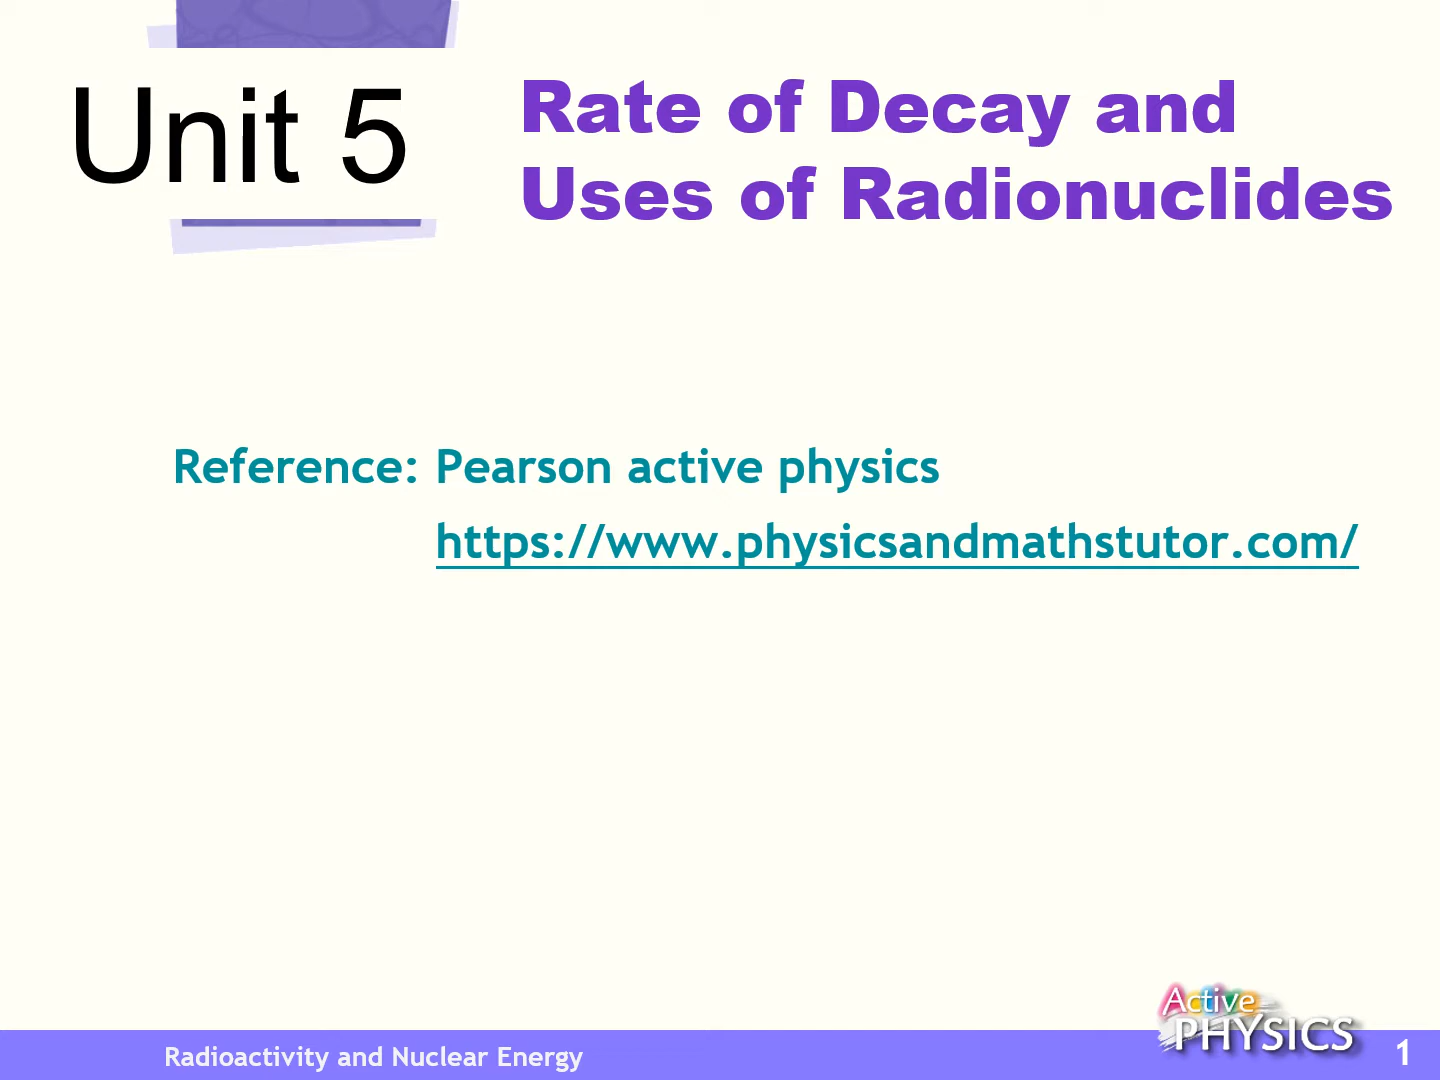 Unit 5
Rate of Decay and
Uses of Radionuclides
Reference: Pearson active physics
https://www.physicsandmathstutor.com/
Active
PHYSICS
Radioactivity and Nuclear Energy
1